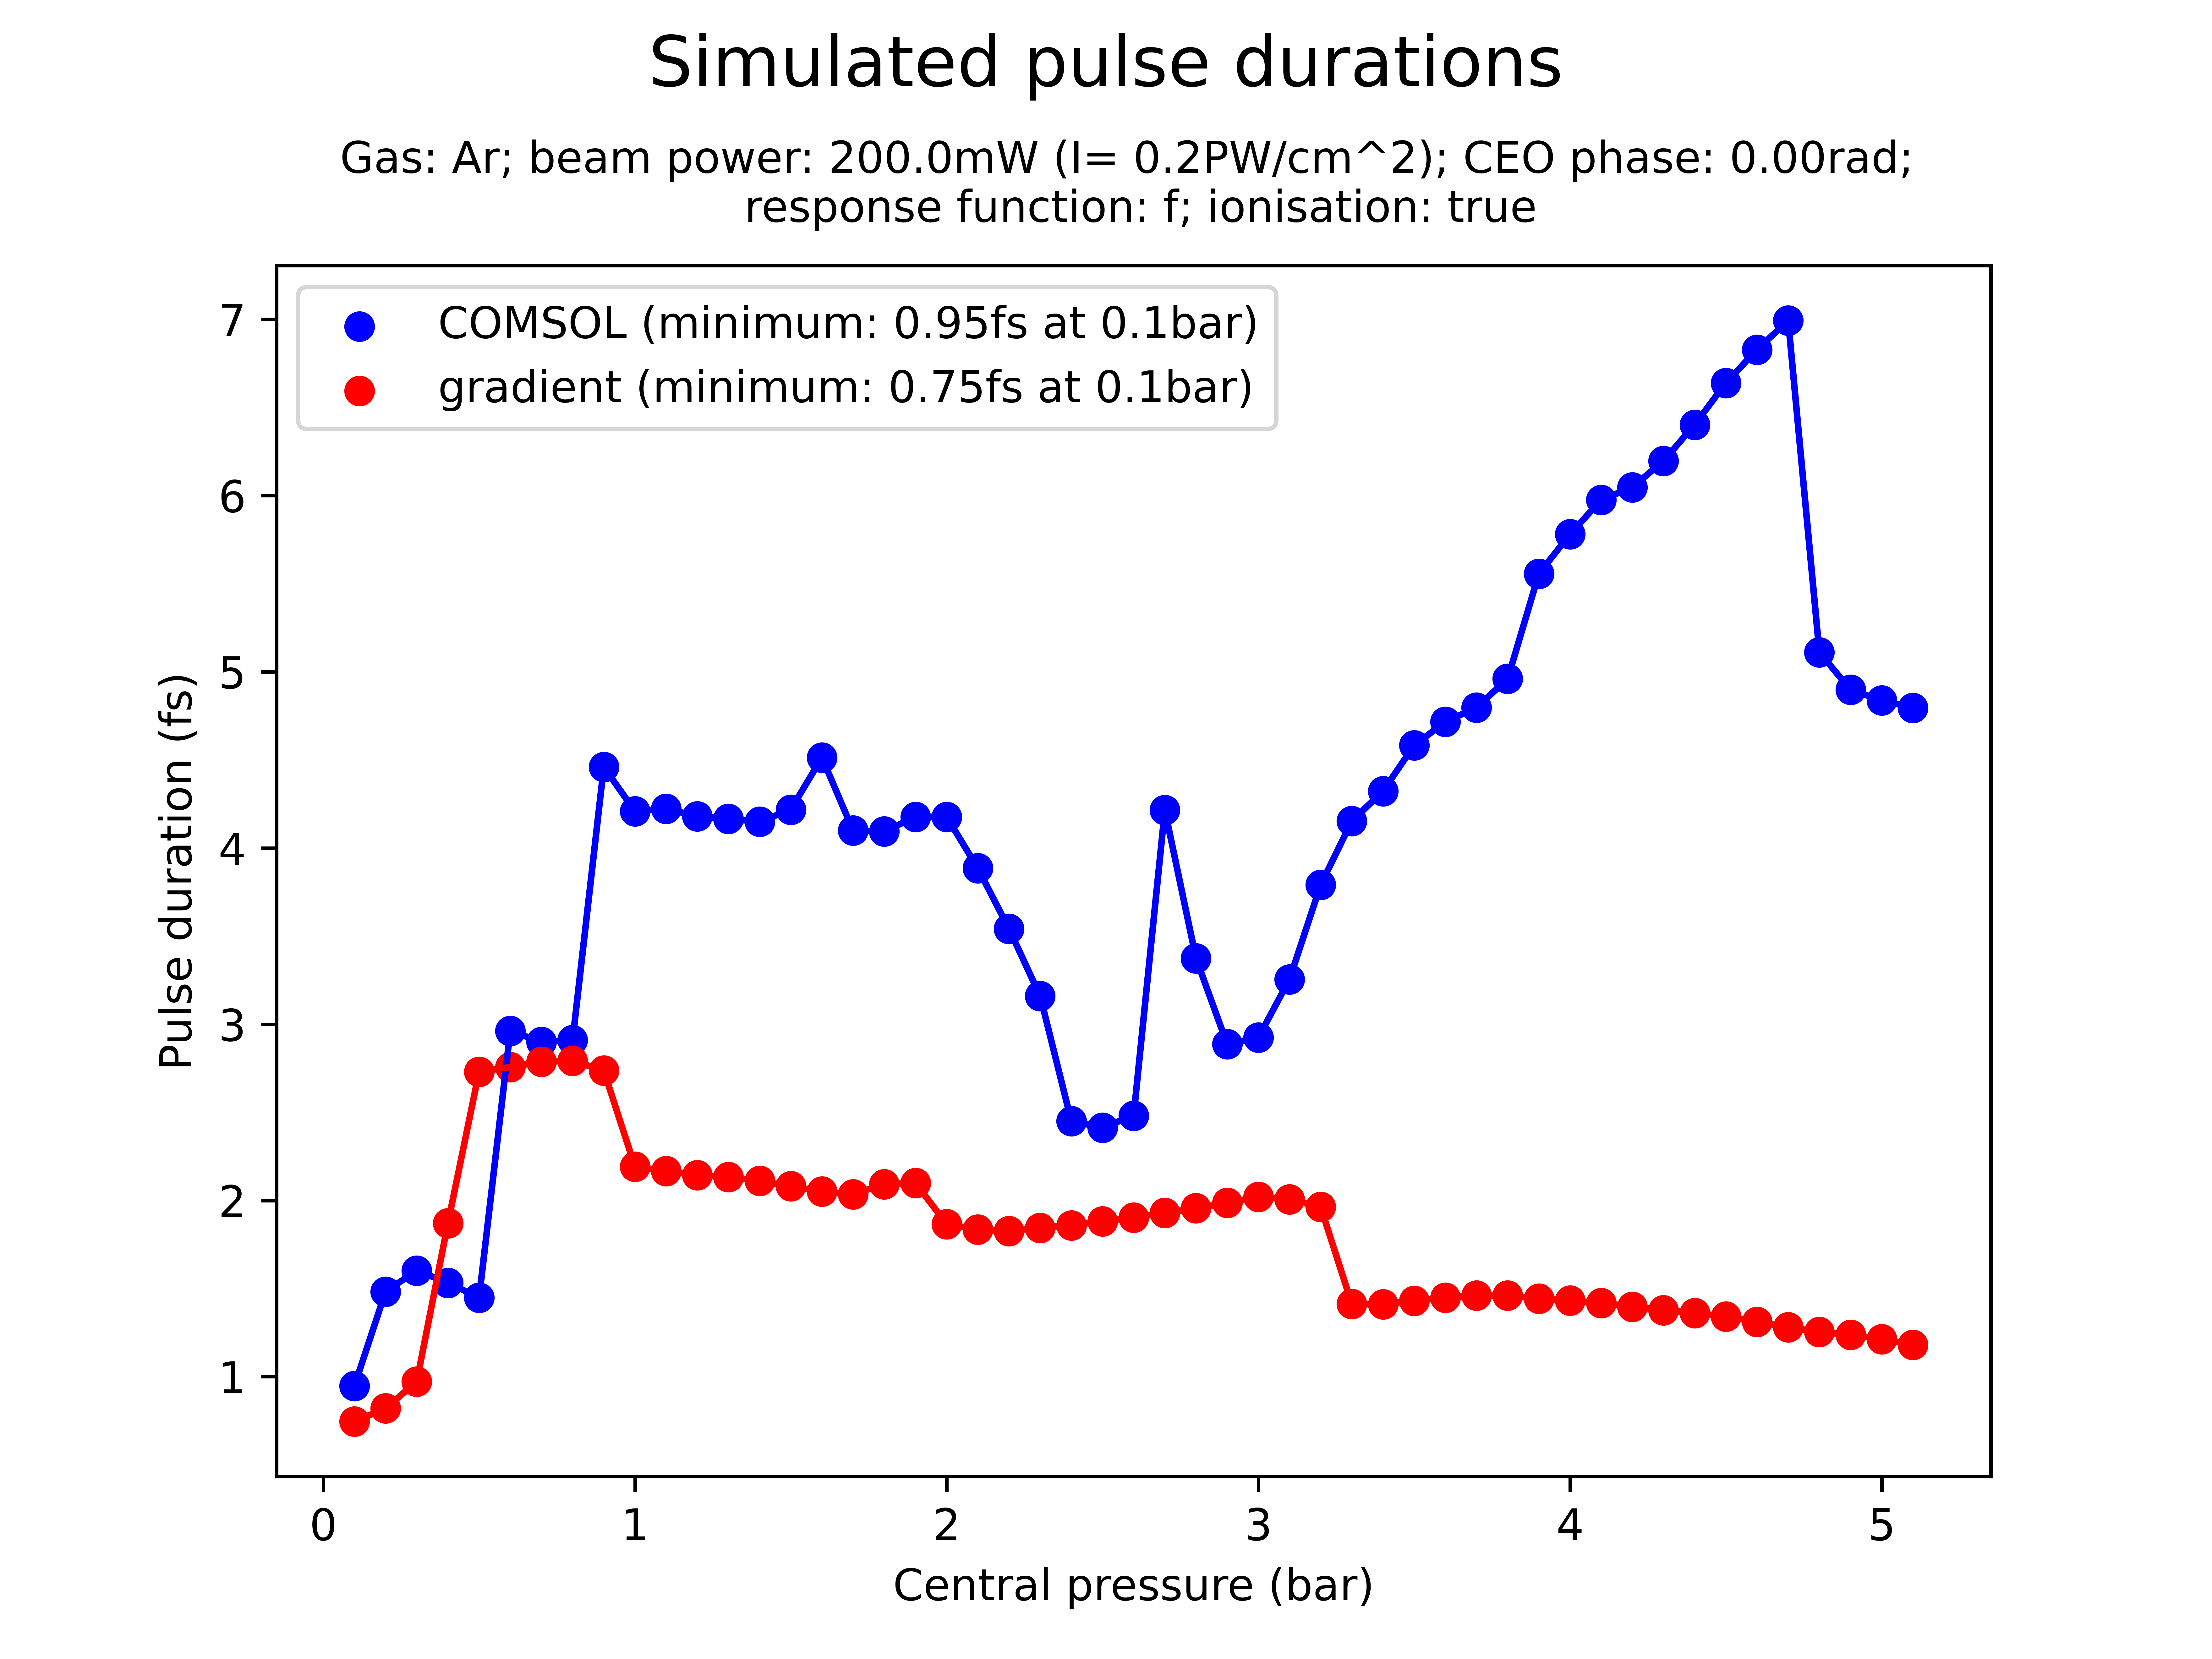 Simulated pulse durations
Gas: Ar; beam power: 200.0mW (I= 0.2PW/cm^2); CEO phase: 0.00rad;
response function: f; ionisation: true
COMSOL (minimum: 0.95fs at 0.1bar)
gradient (minimum: 0.75fs at 0.1bar)
Pulse duration (fs)
7
6
5
4
3
2
1
0 1 2 3 4 5
Central pressure (bar)